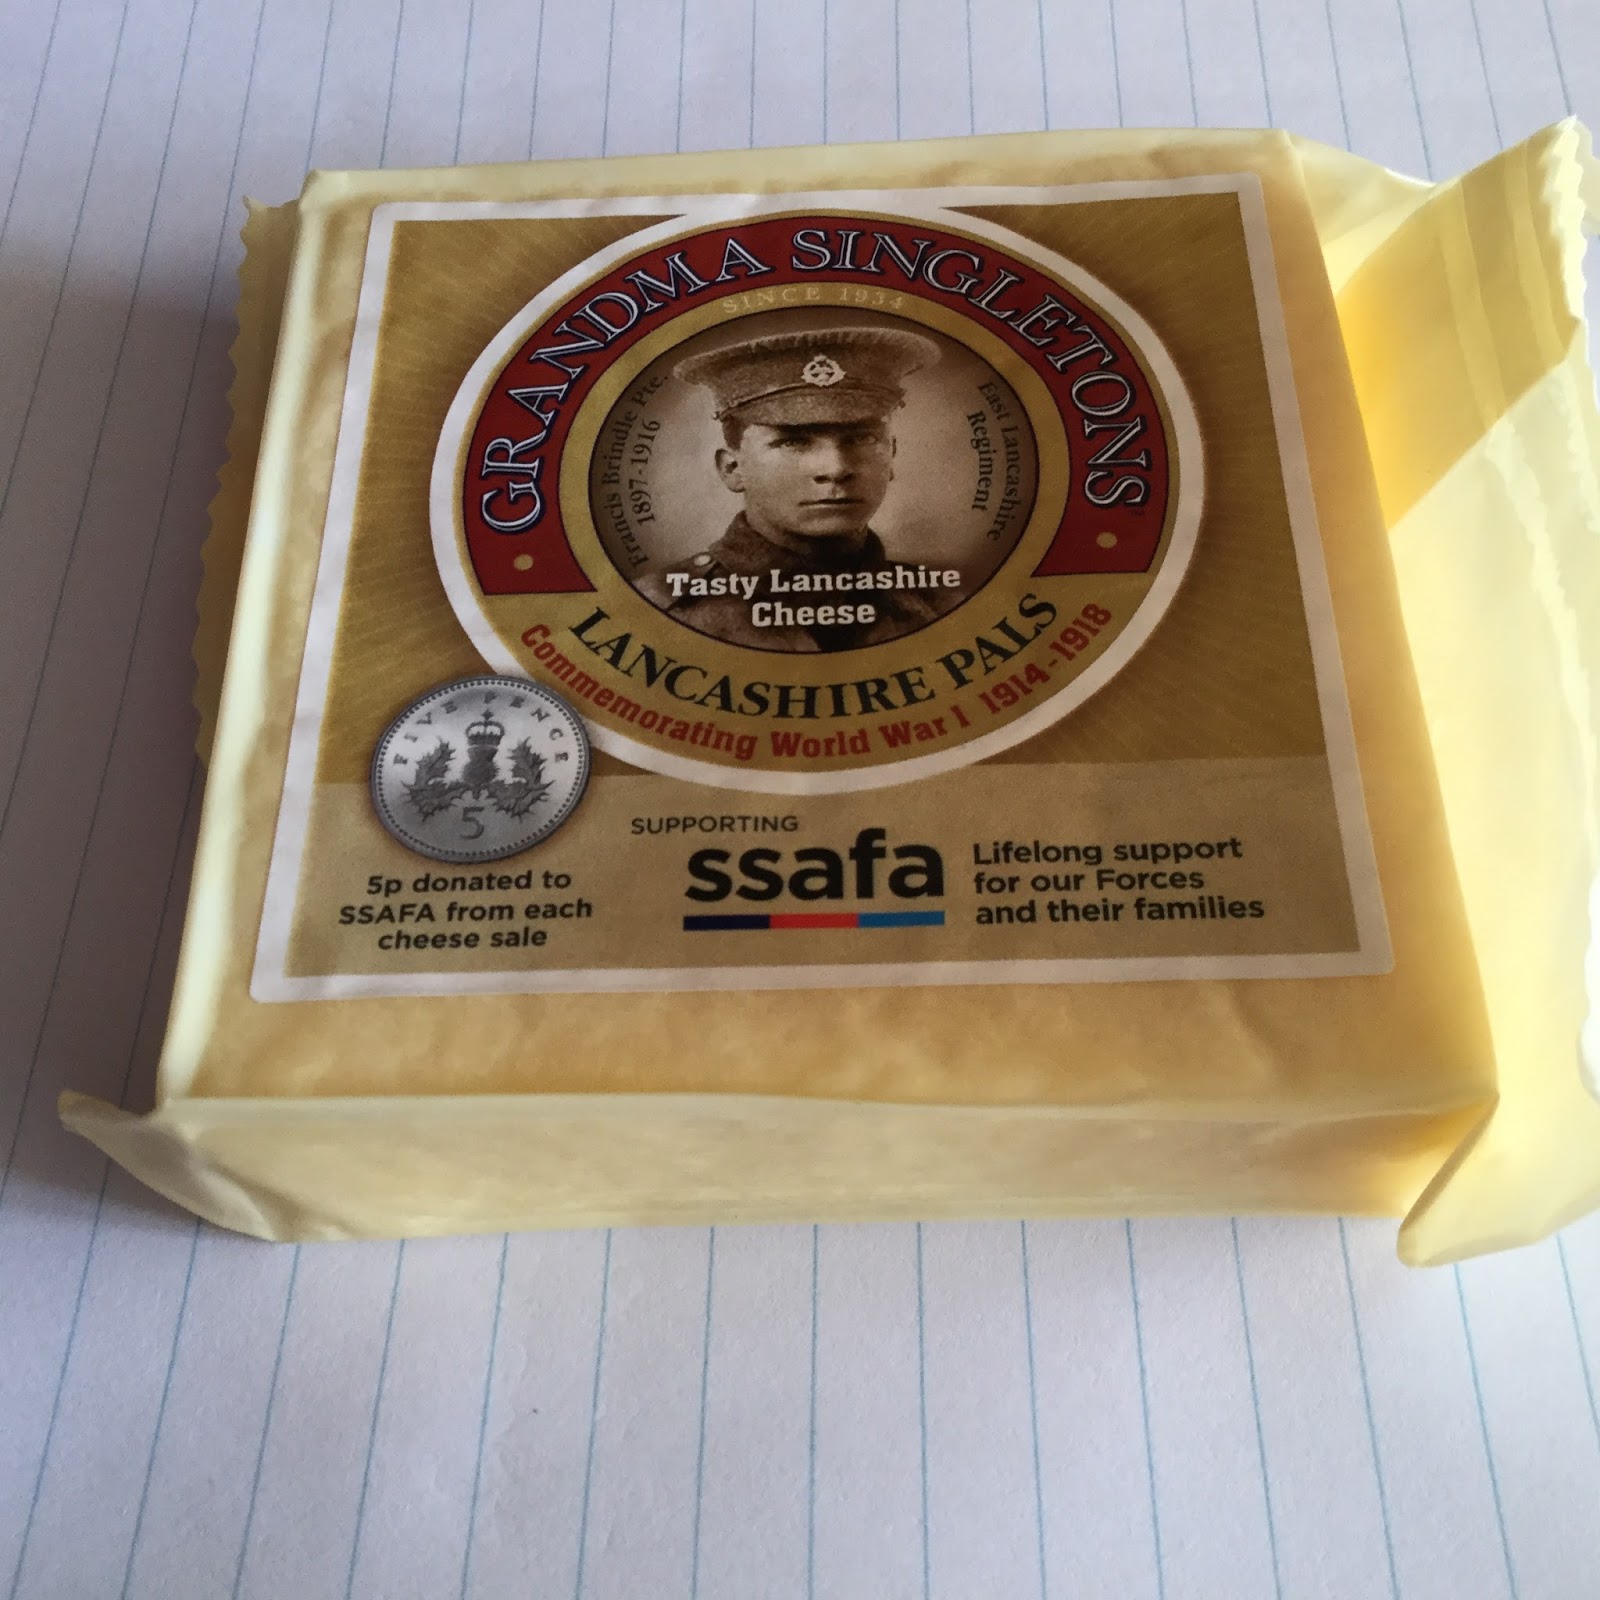 GRANDMA SINGLETONS™
SINCE 1934
Francis Brindle Pte.
1897-1916
East Lancashire
Regiment
Tasty Lancashire
Cheese
LANCASHIRE PALS
Commemorating World War I 1914-1918
FIVE PENCE
5
5p donated to
SSAFA from each
cheese sale
SUPPORTING
ssafa
Lifelong support
for our Forces
and their families